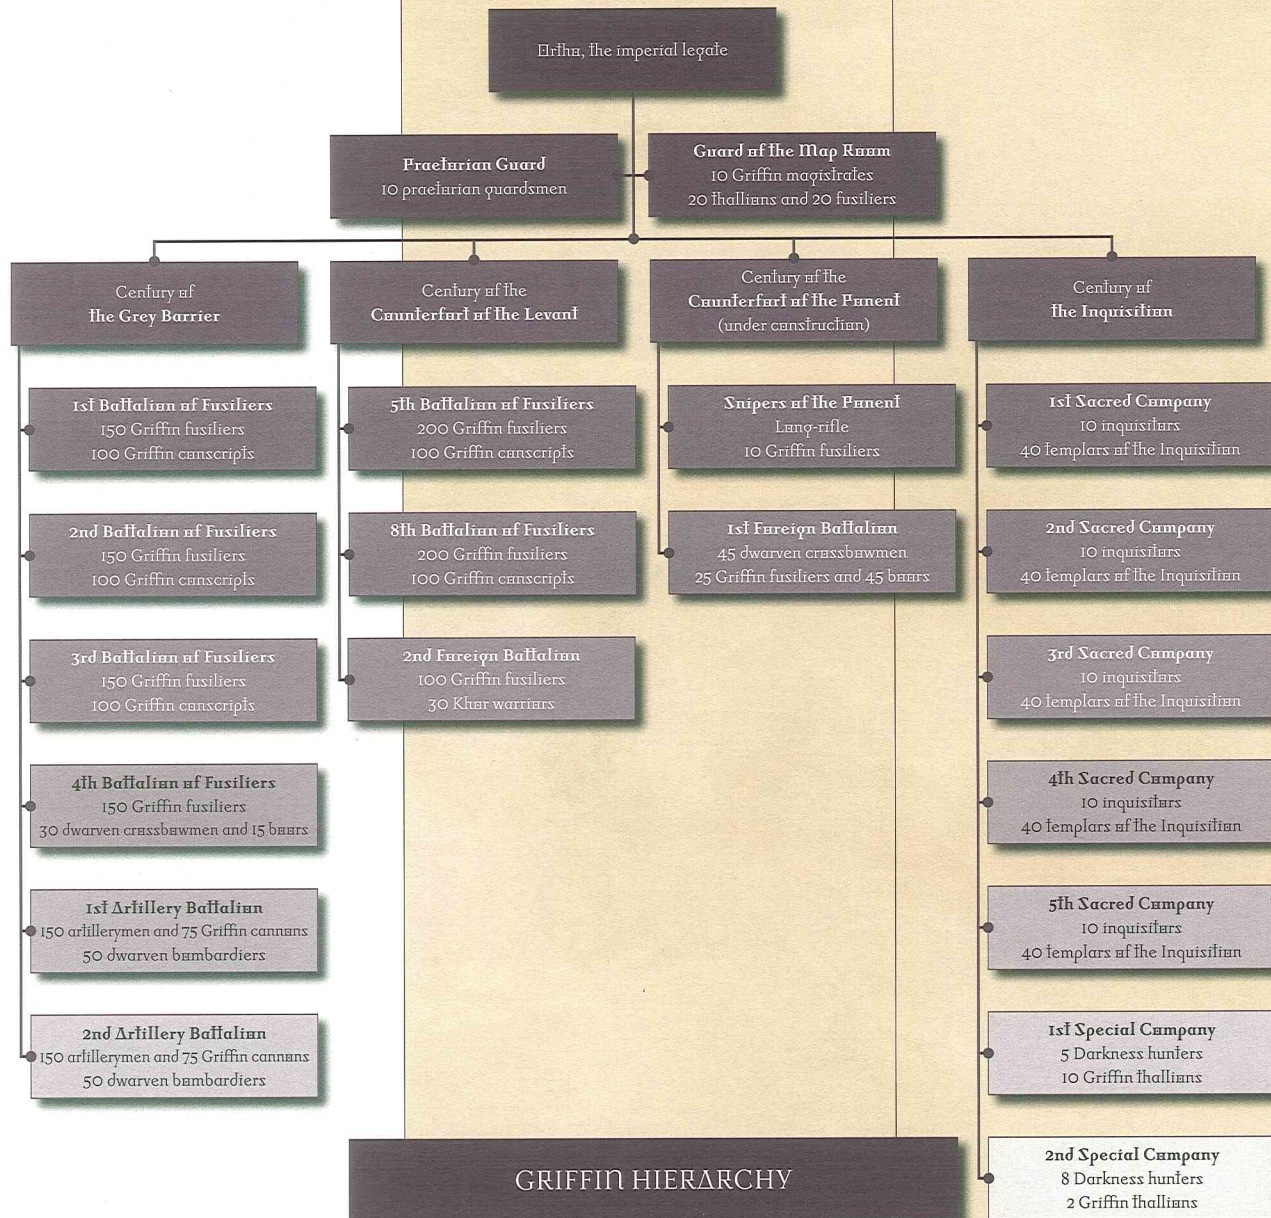 Ortho, the imperial legate
Praetorian Guard
10 praetorian guardsmen
Guard of the Map Room
10 Griffin magistrates
20 thallions and 20 fusiliers
Century of
the Grey Barrier
1st Battalion of Fusiliers
150 Griffin fusiliers
100 Griffin conscripts
2nd Battalion of Fusiliers
150 Griffin fusiliers
100 Griffin conscripts
3rd Battalion of Fusiliers
150 Griffin fusiliers
100 Griffin conscripts
4th Battalion of Fusiliers
150 Griffin fusiliers
30 dwarven crossbowmen and 15 boors
1st Artillery Battalion
150 artillerymen and 75 Griffin cannons
50 dwarven bombardiers
2nd Artillery Battalion
150 artillerymen and 75 Griffin cannons
50 dwarven bombardiers
Century of the
Counterfort of the Levant
5th Battalion of Fusiliers
200 Griffin fusiliers
100 Griffin conscripts
8th Battalion of Fusiliers
200 Griffin fusiliers
100 Griffin conscripts
2nd Foreign Battalion
100 Griffin fusiliers
30 Khor warriors
Century of the
Counterfort of the Ponent
(under construction)
Snipers of the Ponent
Long-rifle
10 Griffin fusiliers
1st Foreign Battalion
45 dwarven crossbowmen
25 Griffin fusiliers and 45 boors
Century of
the Inquisition
1st Sacred Company
10 inquisitors
40 templars of the Inquisition
2nd Sacred Company
10 inquisitors
40 templars of the Inquisition
3rd Sacred Company
10 inquisitors
40 templars of the Inquisition
4th Sacred Company
10 inquisitors
40 templars of the Inquisition
5th Sacred Company
10 inquisitors
40 templars of the Inquisition
1st Special Company
5 Darkness hunters
10 Griffin thallions
2nd Special Company
8 Darkness hunters
2 Griffin thallions
GRIFFIN HIERARCHY